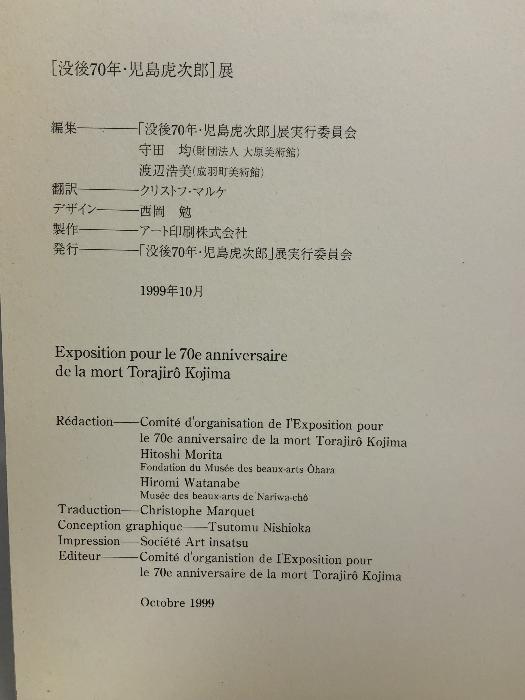 [没後70年・児島虎次郎]展
編集————「没後70年・児島虎次郎」展実行委員会
守田　均(財団法人 大原美術館)
渡辺浩美(成羽町美術館)
翻訳————クリストフ・マルケ
デザイン———西岡　勉
製作————アート印刷株式会社
発行————「没後70年・児島虎次郎」展実行委員会
1999年10月
Exposition pour le 70e anniversaire
de la mort Torajirô Kojima
Rédaction——Comité d'organisation de I'Exposition pour
le 70e anniversaire de la mort Torajirô Kojima
Hitoshi Morita
Fondation du Musée des beaux-arts Ôhara
Hiromi Watanabe
Musée des beaux-arts de Nariwa-chô
Traduction——Christophe Marquet
Conception graphique——Tsutomu Nishioka
Impression——Société Art insatsu
Editeur———Comité d'organistion de I'Exposition pour
le 70e anniversaire de la mort Torajirô Kojima
Octobre 1999